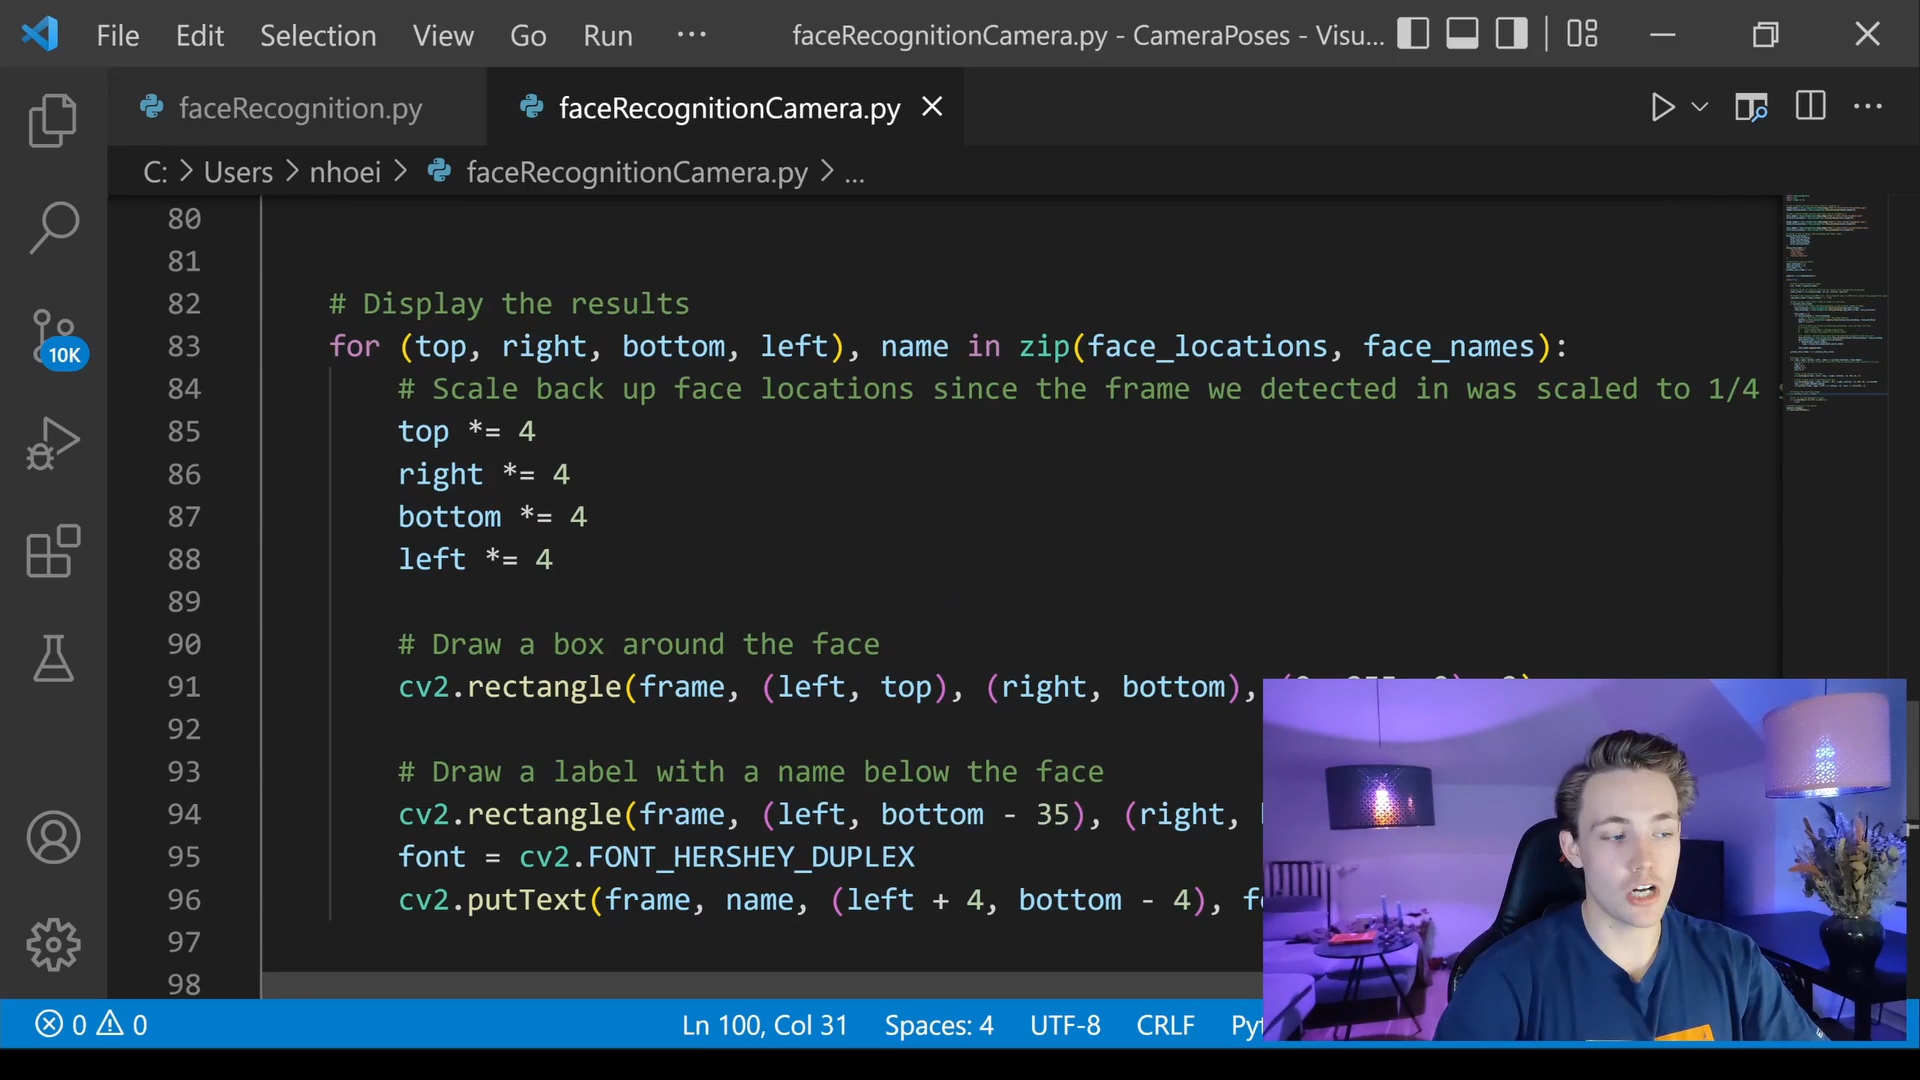 File Edit Selection View Go Run ··· faceRecognitionCamera.py - CameraPoses - Visu...
faceRecognition.py faceRecognitionCamera.py
C: > Users > nhoei > faceRecognitionCamera.py > ...
80
81
82 # Display the results
83 for (top, right, bottom, left), name in zip(face_locations, face_names):
84 # Scale back up face locations since the frame we detected in was scaled to 1/4
85 top *= 4
86 right *= 4
87 bottom *= 4
88 left *= 4
89
90 # Draw a box around the face
91 cv2.rectangle(frame, (left, top), (right, bottom),
92
93 # Draw a label with a name below the face
94 cv2.rectangle(frame, (left, bottom - 35), (right,
95 font = cv2.FONT_HERSHEY_DUPLEX
96 cv2.putText(frame, name, (left + 4, bottom - 4),
97
98
10K
0 0 Ln 100, Col 31 Spaces: 4 UTF-8 CRLF